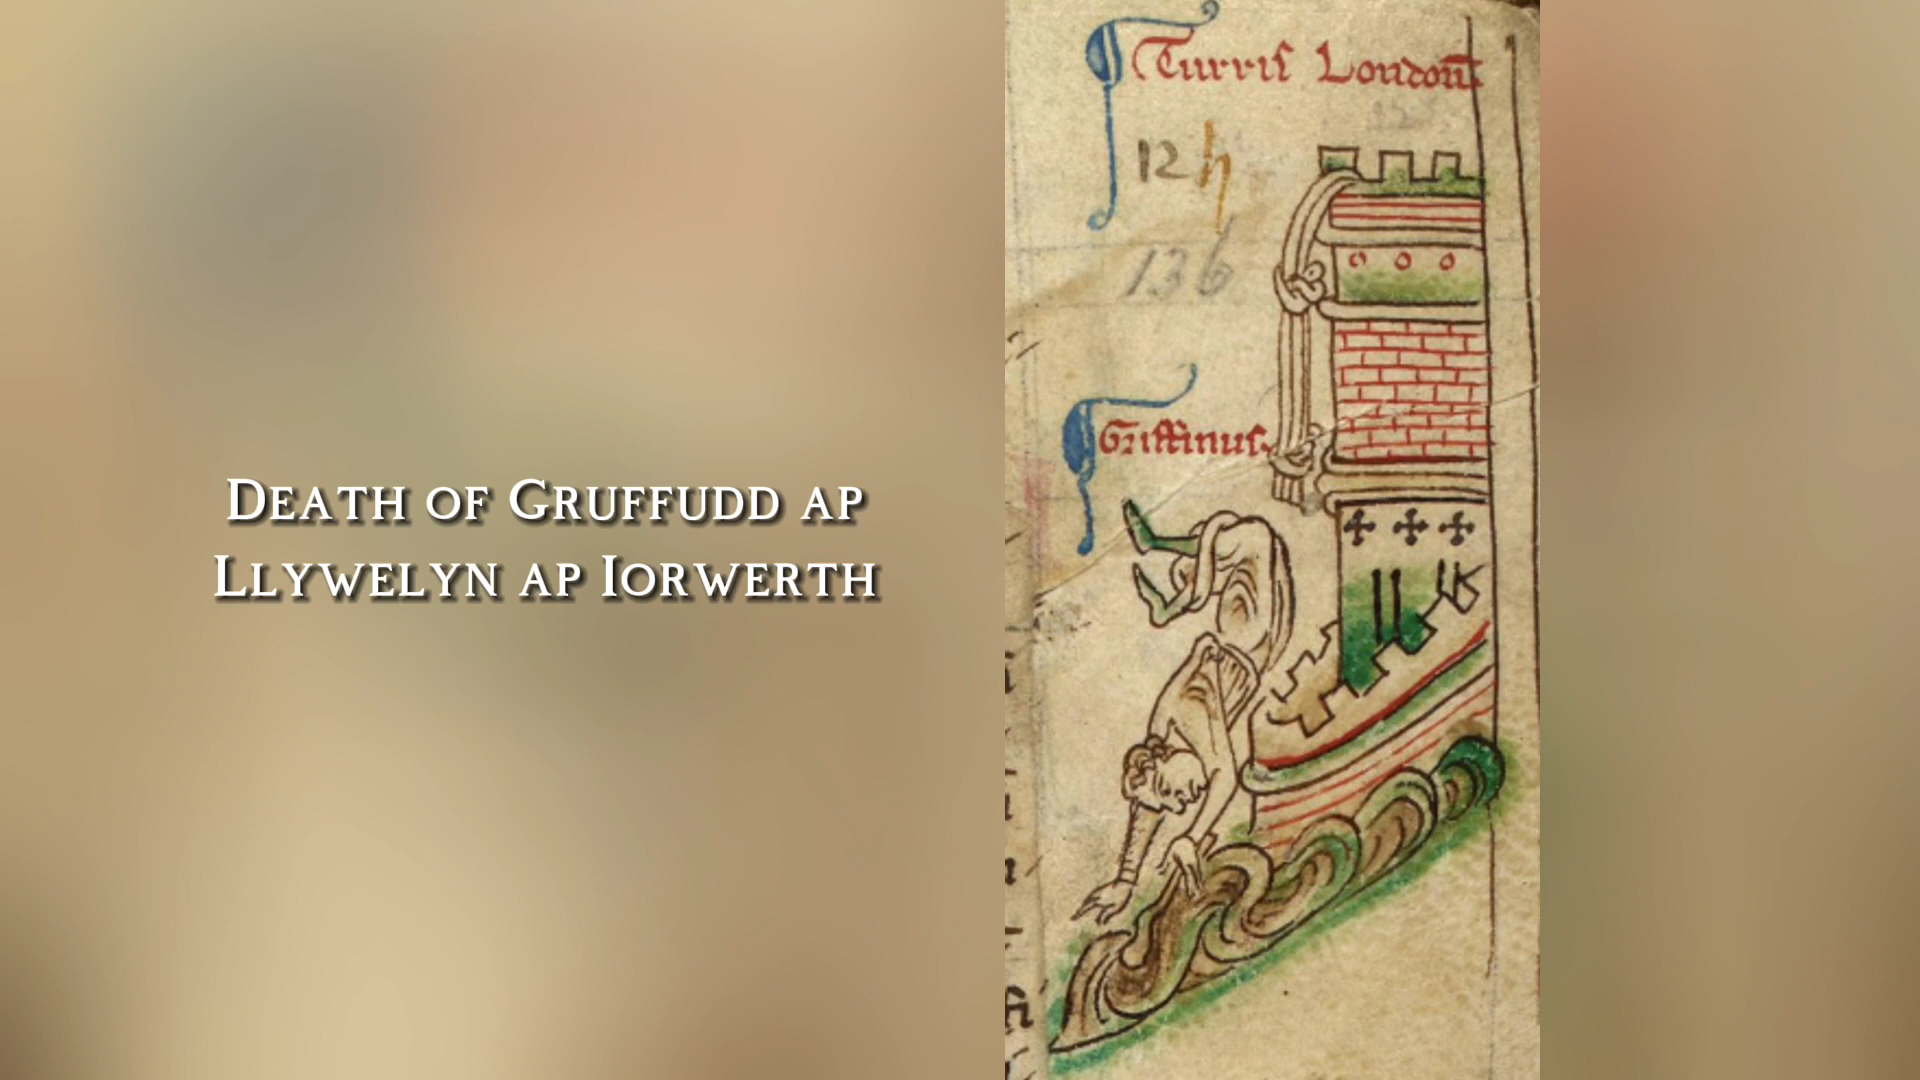 Death of Gruffudd ap
Llywelyn ap Iorwerth
Turris London̄
12
136
Griffinus